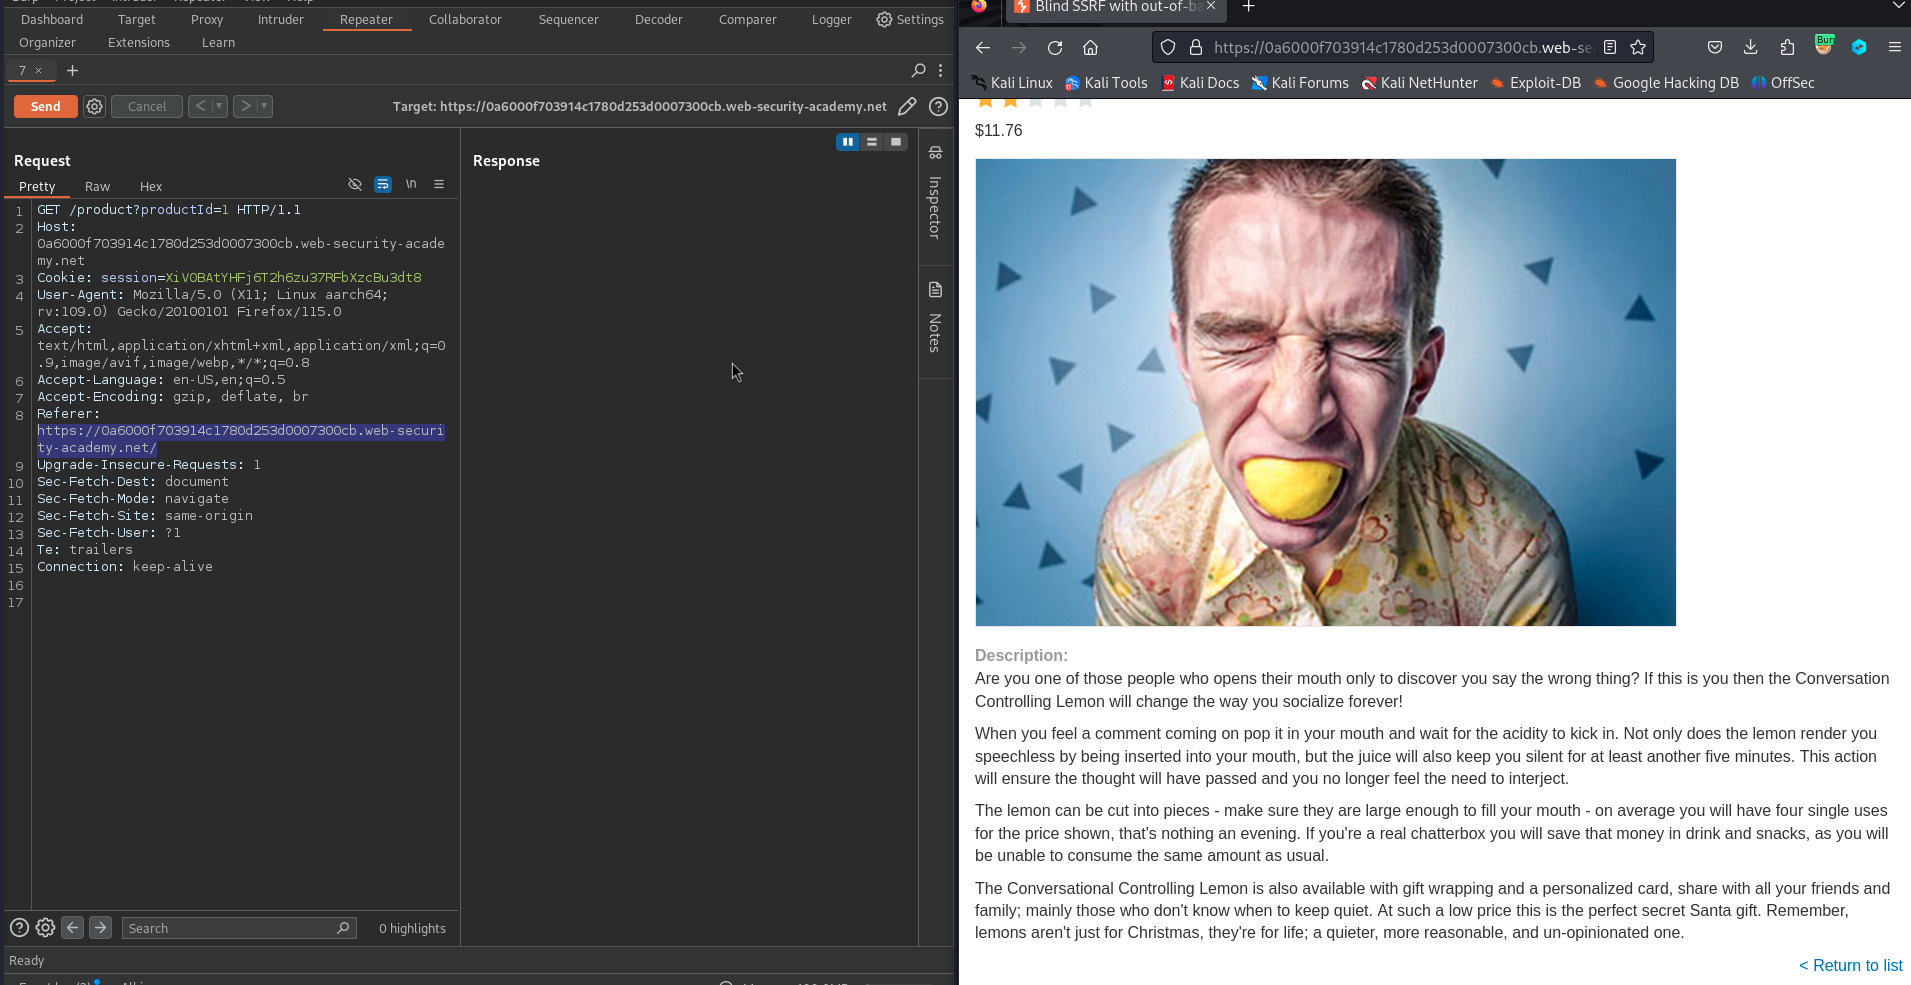 Dashboard Target Proxy Intruder Repeater Collaborator Sequencer Decoder Comparer Logger Settings
Organizer Extensions Learn
7 × +
Send Cancel < ▾ > ▾ Target: https://0a6000f703914c1780d253d0007300cb.web-security-academy.net
Request
Pretty Raw Hex \n
1 GET /product?productId=1 HTTP/1.1
2 Host:
0a6000f703914c1780d253d0007300cb.web-security-acade
my.net
3 Cookie: session=XiV0BAtYHFj6T2h6zu37RFbXzcBu3dt8
4 User-Agent: Mozilla/5.0 (X11; Linux aarch64;
rv:109.0) Gecko/20100101 Firefox/115.0
5 Accept:
text/html,application/xhtml+xml,application/xml;q=0
.9,image/avif,image/webp,*/*;q=0.8
6 Accept-Language: en-US,en;q=0.5
7 Accept-Encoding: gzip, deflate, br
8 Referer:
https://0a6000f703914c1780d253d0007300cb.web-securi
ty-academy.net/
9 Upgrade-Insecure-Requests: 1
10 Sec-Fetch-Dest: document
11 Sec-Fetch-Mode: navigate
12 Sec-Fetch-Site: same-origin
13 Sec-Fetch-User: ?1
14 Te: trailers
15 Connection: keep-alive
16
17
Search 0 highlights
Ready
Response
Inspector
Notes
Blind SSRF with out-of-ba × +
https://0a6000f703914c1780d253d0007300cb.web-se
Burp
Kali Linux Kali Tools Kali Docs Kali Forums Kali NetHunter Exploit-DB Google Hacking DB OffSec
$11.76
Description:
Are you one of those people who opens their mouth only to discover you say the wrong thing? If this is you then the Conversation
Controlling Lemon will change the way you socialize forever!
When you feel a comment coming on pop it in your mouth and wait for the acidity to kick in. Not only does the lemon render you
speechless by being inserted into your mouth, but the juice will also keep you silent for at least another five minutes. This action
will ensure the thought will have passed and you no longer feel the need to interject.
The lemon can be cut into pieces - make sure they are large enough to fill your mouth - on average you will have four single uses
for the price shown, that's nothing an evening. If you're a real chatterbox you will save that money in drink and snacks, as you will
be unable to consume the same amount as usual.
The Conversational Controlling Lemon is also available with gift wrapping and a personalized card, share with all your friends and
family; mainly those who don't know when to keep quiet. At such a low price this is the perfect secret Santa gift. Remember,
lemons aren't just for Christmas, they're for life; a quieter, more reasonable, and un-opinionated one.
< Return to list